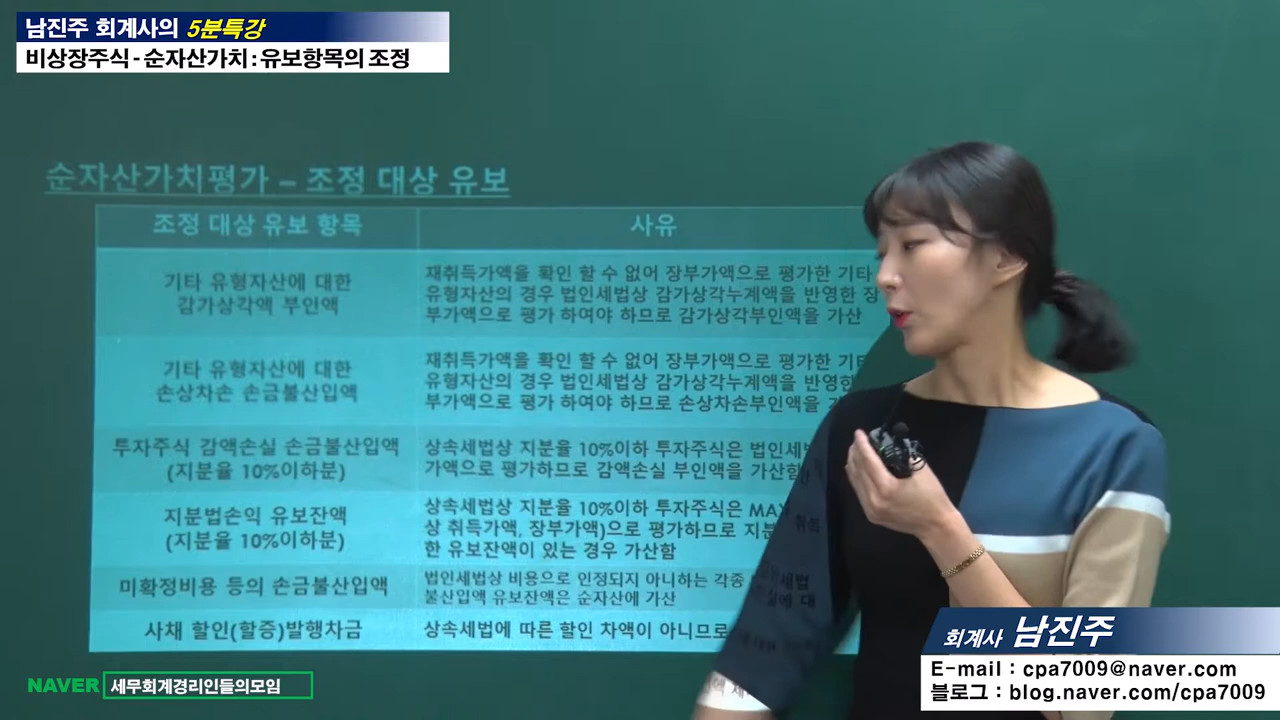 남진주 회계사의 5분특강
비상장주식 - 순자산가치 : 유보항목의 조정
순자산가치평가 – 조정 대상 유보
조정 대상 유보 항목
사유
기타 유형자산에 대한
감가상각액 부인액
재취득가액을 확인 할 수 없어 장부가액으로 평가한 기타
유형자산의 경우 법인세법상 감가상각누계액을 반영한 장
부가액으로 평가 하여야 하므로 감가상각부인액을 가산
기타 유형자산에 대한
손상차손 손금불산입액
재취득가액을 확인 할 수 없어 장부가액으로 평가한 기타
유형자산의 경우 법인세법상 감가상각누계액을 반영한
부가액으로 평가 하여야 하므로 손상차손부인액을
투자주식 감액손실 손금불산입액
(지분율 10%이하분)
상속세법상 지분율 10%이하 투자주식은 법인세법
가액으로 평가하므로 감액손실 부인액을 가산함
지분법손익 유보잔액
(지분율 10%이하분)
상속세법상 지분율 10%이하 투자주식은 MAX
상 취득가액, 장부가액)으로 평가하므로 지분
한 유보잔액이 있는 경우 가산함
미확정비용 등의 손금불산입액
법인세법상 비용으로 인정되지 아니하는 각종
불산입액 유보잔액은 순자산에 가산
사채 할인(할증)발행차금
상속세법에 따른 할인 차액이 아니므로
회계사 남진주
E-mail : cpa7009@naver.com
블로그 : blog.naver.com/cpa7009
NAVER 세무회계경리인들의모임